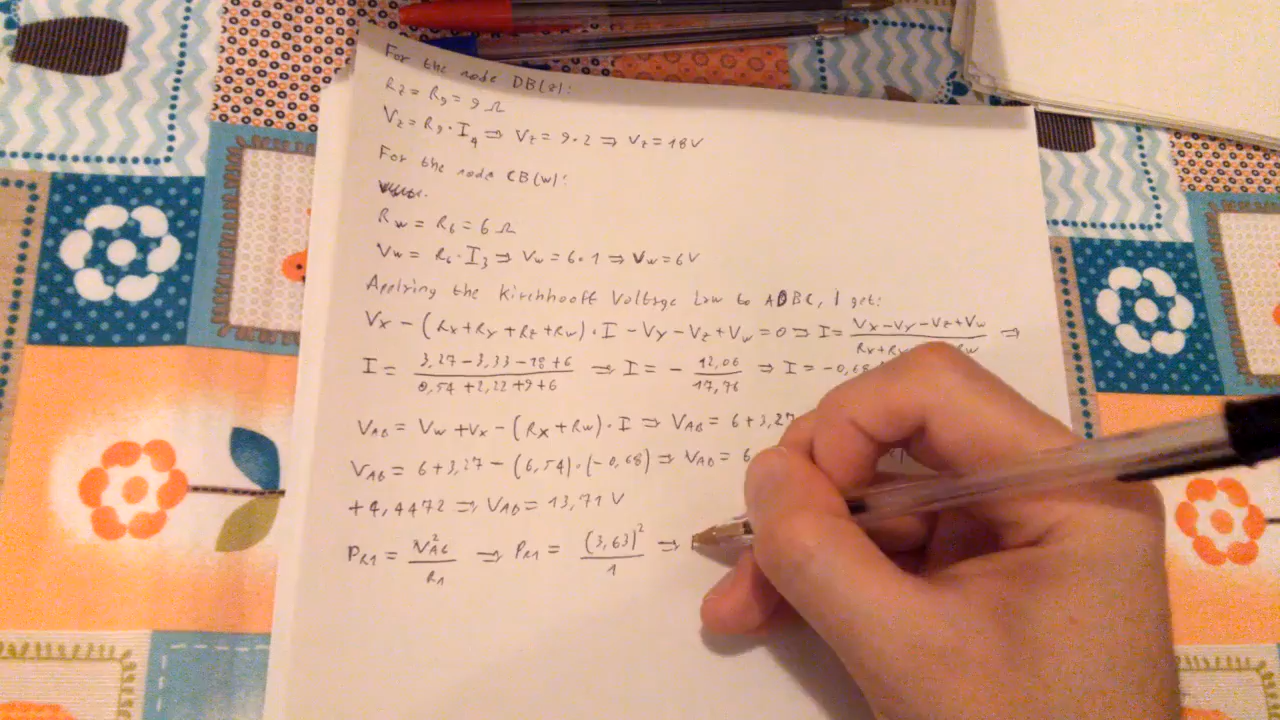 For the node DB(z):
Rz = R9 = 9 Ω
Vz = R9 · I4 ⇒ Vz = 9 · 2 ⇒ Vz = 18V
For the node CB(w):
Rw = R6 = 6 Ω
Vw = R6 · I3 ⇒ Vw = 6 · 1 ⇒ Vw = 6V
Applying the Kirchhooff Voltage Law to ADBC, I get:
Vx − (Rx + Ry + Rz + Rw) · I − Vy − Vz + Vw = 0 ⇒ I = (Vx − Vy − Vz + Vw) / ⇒
I = (3,27 − 3,33 − 18 + 6) / (0,54 + 2,22 + 9 + 6) ⇒ I = − 12,06 / 17,76 ⇒ I = −0,68
VAB = Vw + Vx − (Rx + Rw) · I ⇒ VAB = 6 + 3,27
VAB = 6 + 3,27 − (6,54) · (−0,68) ⇒ VAB = 6
+4,4472 ⇒ VAB = 13,71 V
PR1 = V²AC / R1 ⇒ PR1 = (3,63)² / 1 ⇒